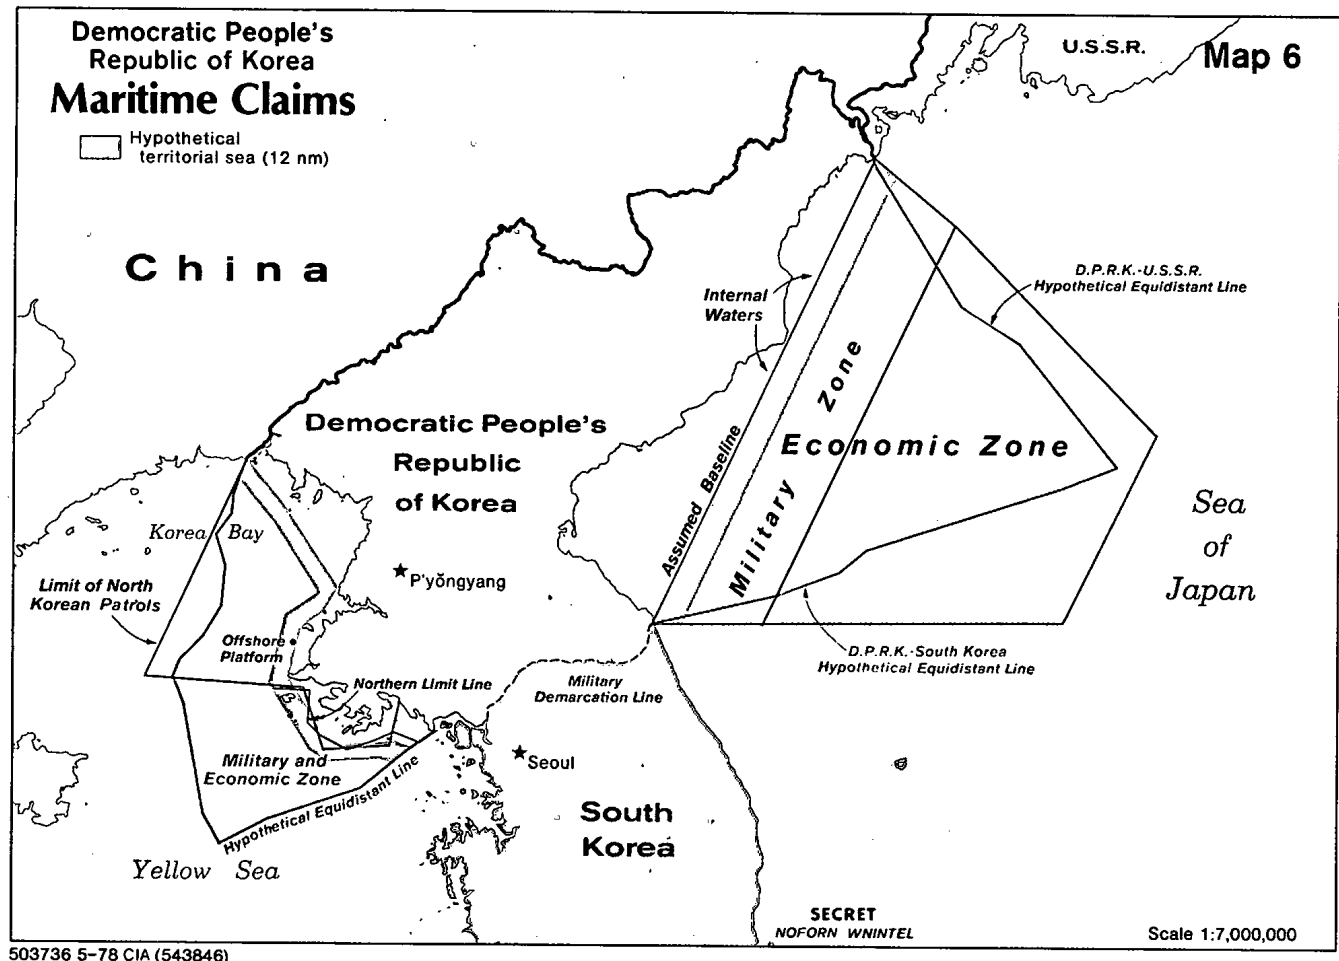 Democratic People's
Republic of Korea
Maritime Claims
Hypothetical
territorial sea (12 nm)
U.S.S.R.
Map 6
China
D.P.R.K.-U.S.S.R.
Hypothetical Equidistant Line
Internal
Waters
Military Zone
Economic Zone
Assumed Baseline
Democratic People's
Republic
of Korea
Korea Bay
Sea
of
Japan
Limit of North
Korean Patrols
P'yŏngyang
Offshore
Platform
D.P.R.K.-South Korea
Hypothetical Equidistant Line
Northern Limit Line
Military
Demarcation Line
Military and
Economic Zone
Seoul
Hypothetical Equidistant Line
South
Korea
Yellow Sea
SECRET
NOFORN WNINTEL
Scale 1:7,000,000
503736 5-78 CIA (543846)